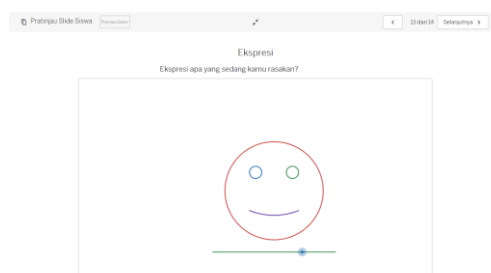 Pratinjau Slide Siswa
13 dari 14
Selanjutnya
Ekspresi
Ekspresi apa yang sedang kamu rasakan?